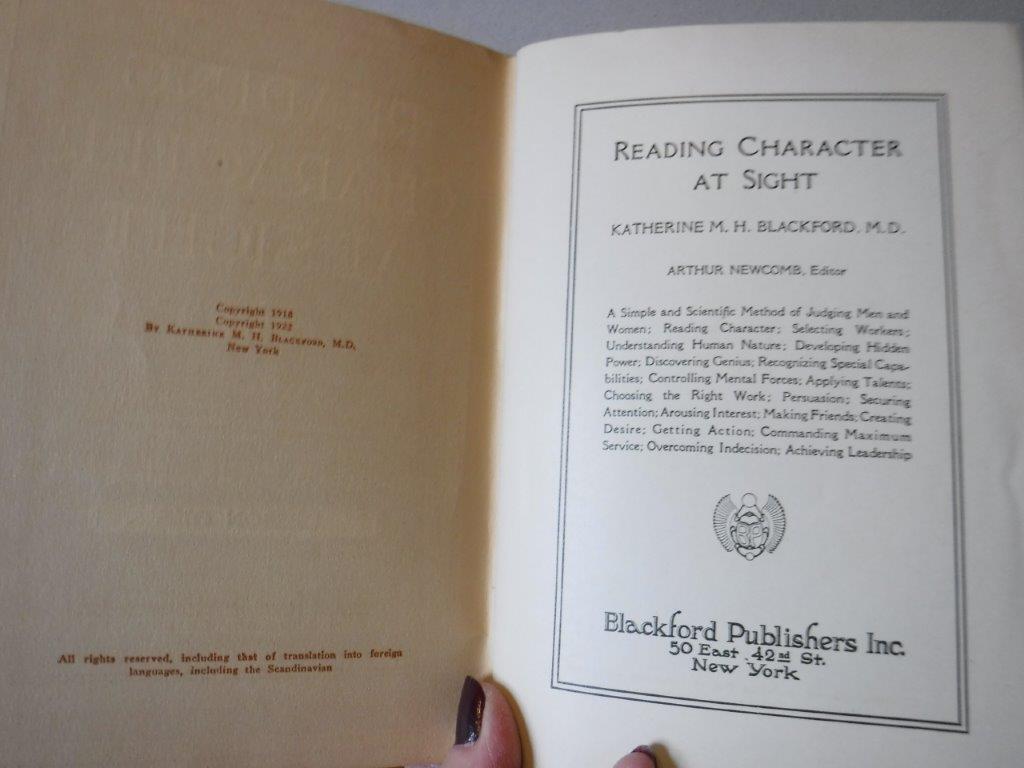 Copyright 1918
Copyright 1922
By Katherine M. H. Blackford, M.D.
New York
All rights reserved, including that of translation into foreign
languages, including the Scandinavian
READING CHARACTER
AT SIGHT
KATHERINE M. H. BLACKFORD, M.D.
ARTHUR NEWCOMB, Editor
A Simple and Scientific Method of Judging Men and
Women; Reading Character; Selecting Workers;
Understanding Human Nature; Developing Hidden
Power; Discovering Genius; Recognizing Special Capa-
bilities; Controlling Mental Forces; Applying Talents;
Choosing the Right Work; Persuasion; Securing
Attention; Arousing Interest; Making Friends; Creating
Desire; Getting Action; Commanding Maximum
Service; Overcoming Indecision; Achieving Leadership
Blackford Publishers Inc.
50 East 42nd St.
New York